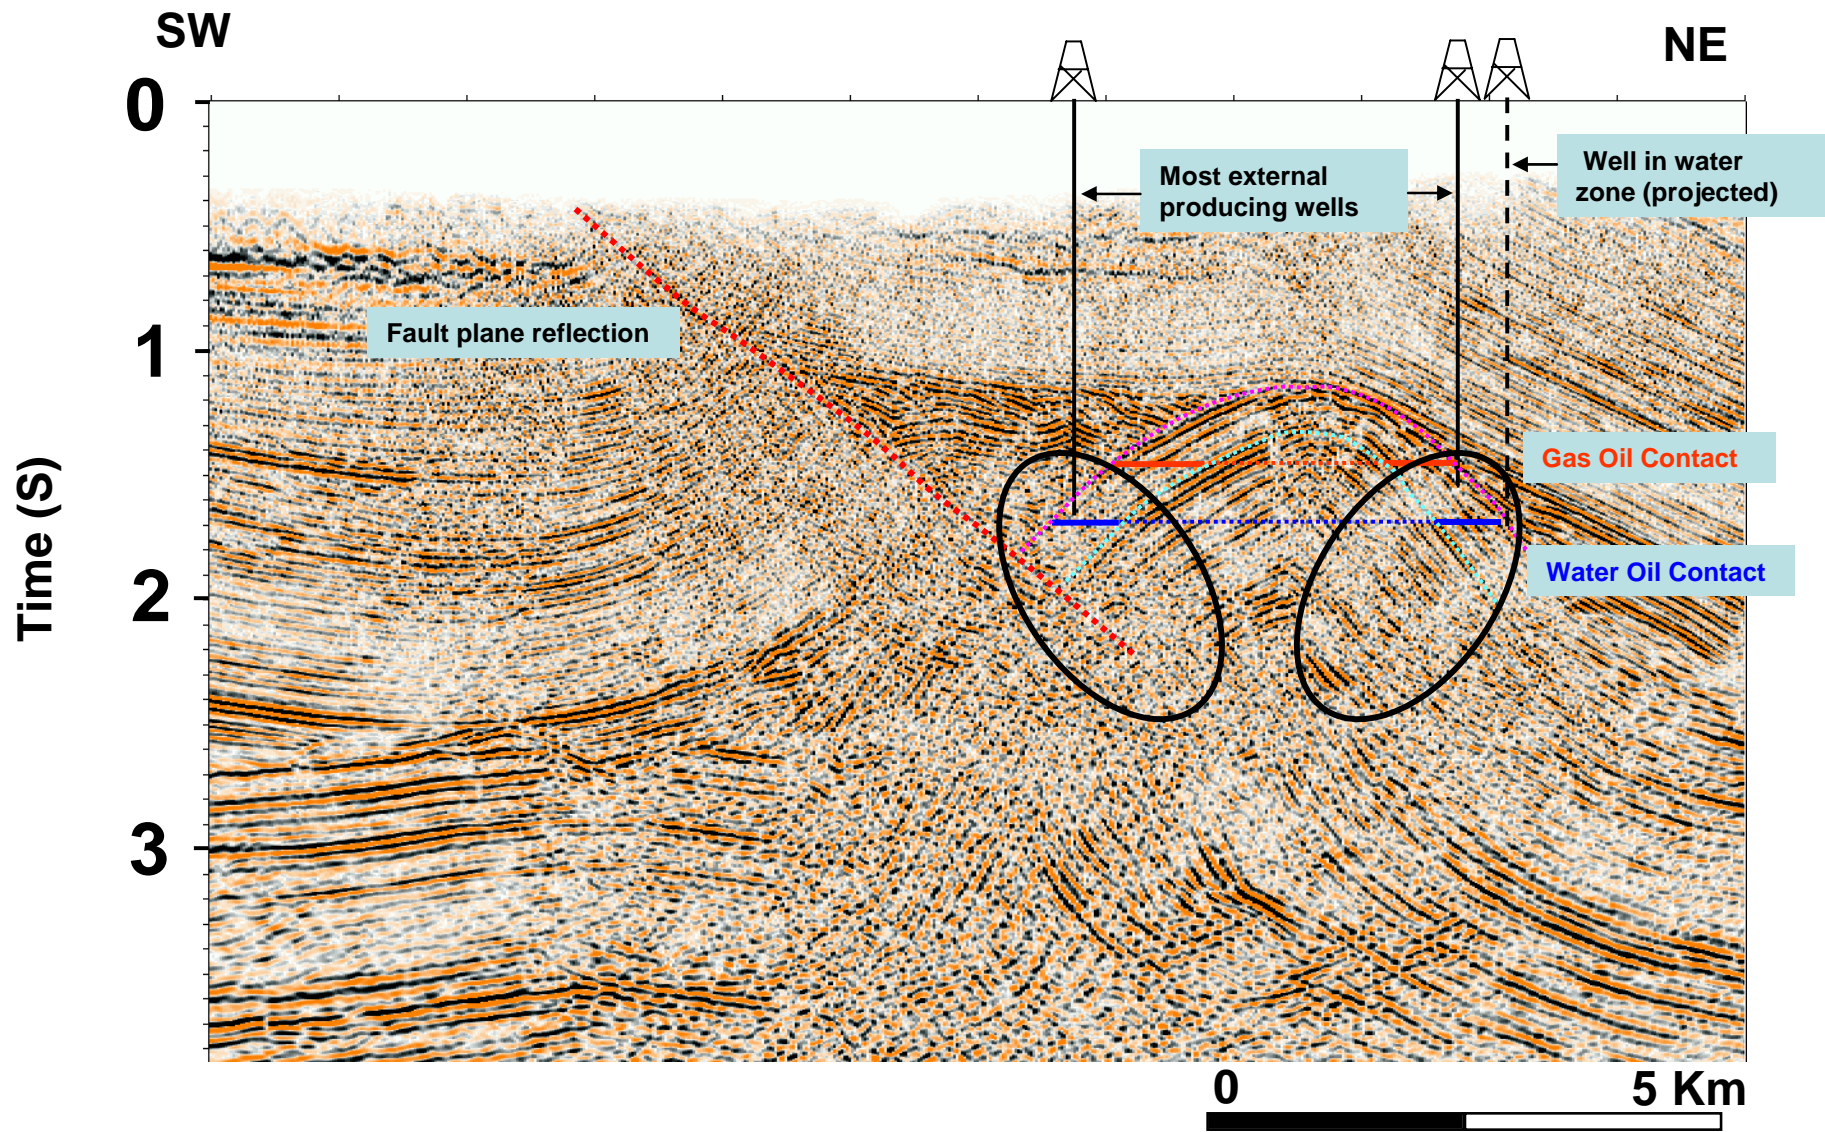 SW
NE
0
Most external
producing wells
Well in water
zone (projected)
Fault plane reflection
1
Gas Oil Contact
Time (S)
Water Oil Contact
2
3
0
5 Km